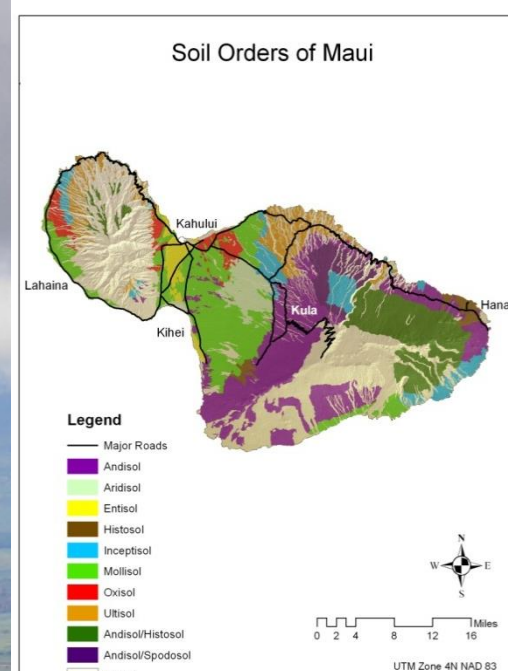 Soil Orders of Maui
Kahului
Lahaina
Kihei
Kula
Hana
Legend
Major Roads
Andisol
Aridisol
Entisol
Histosol
Inceptisol
Mollisol
Oxisol
Ultisol
Andisol/Histosol
Andisol/Spodosol
N
W E
S
Miles
0 2 4 8 12 16
UTM Zone 4N NAD 83